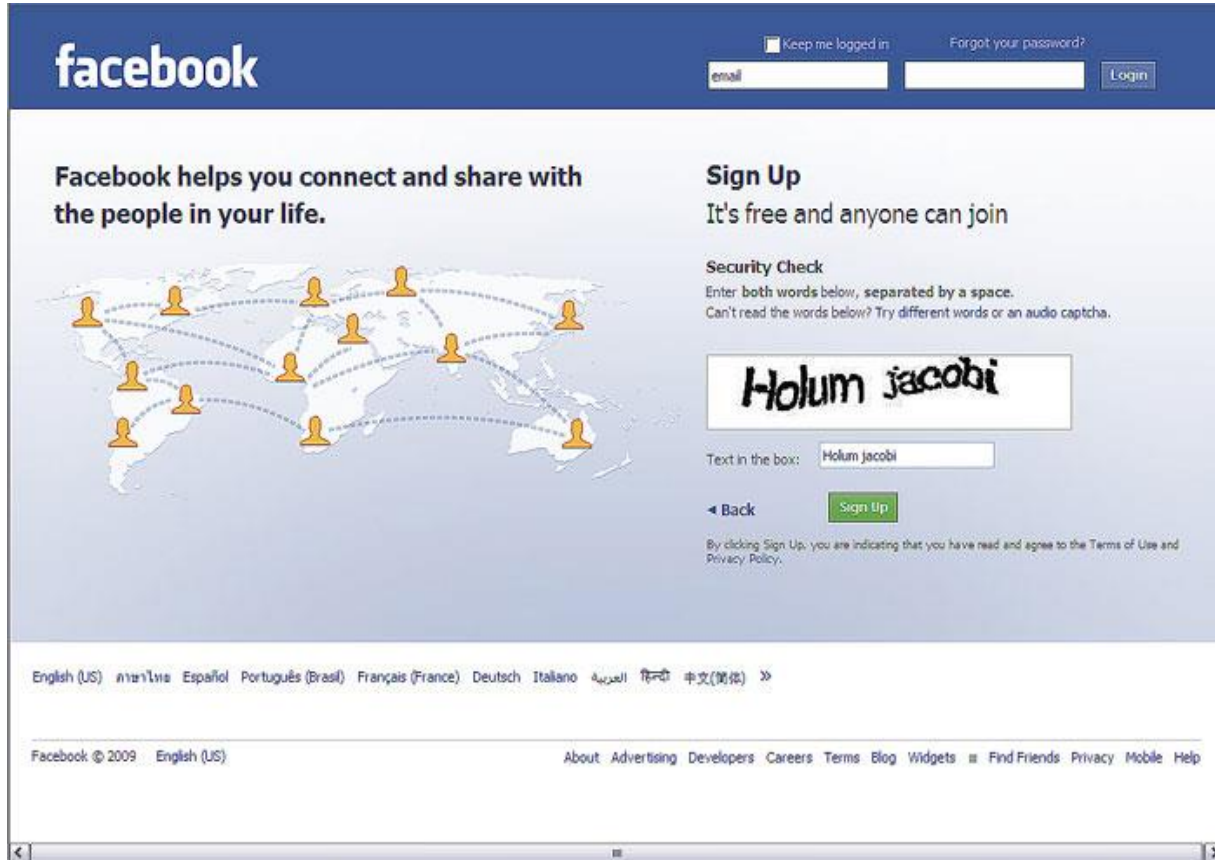 facebook
Keep me logged in Forgot your password?
email Login
Facebook helps you connect and share with
the people in your life.
Sign Up
It's free and anyone can join
Security Check
Enter both words below, separated by a space.
Can't read the words below? Try different words or an audio captcha.
Holum jacobi
Text in the box: Holum jacobi
◄ Back Sign Up
By clicking Sign Up, you are indicating that you have read and agree to the Terms of Use and
Privacy Policy.
English (US) ภาษาไทย Español Português (Brasil) Français (France) Deutsch Italiano العربية हिन्दी 中文(简体) »
Facebook © 2009 English (US) About Advertising Developers Careers Terms Blog Widgets Find Friends Privacy Mobile Help